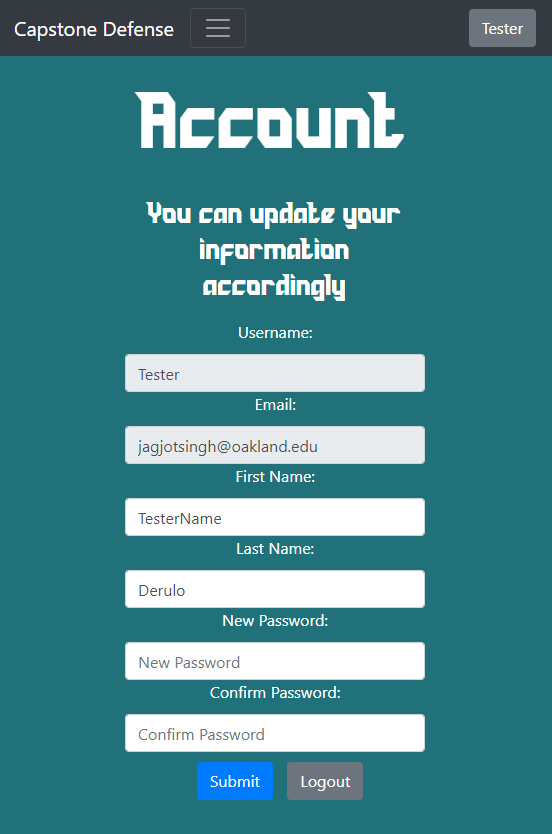 Capstone Defense
Tester
Account
You can update your
information
accordingly
Username:
Tester
Email:
jagjotsingh@oakland.edu
First Name:
TesterName
Last Name:
Derulo
New Password:
New Password
Confirm Password:
Confirm Password
Submit Logout